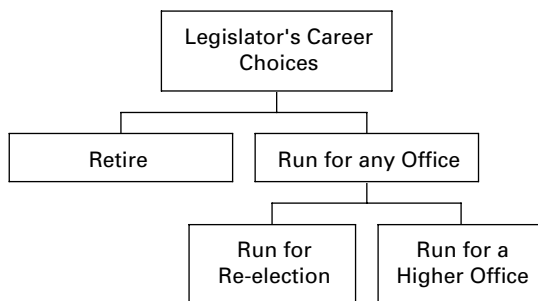 Legislator's Career
Choices
Retire
Run for any Office
Run for
Re-election
Run for a
Higher Office